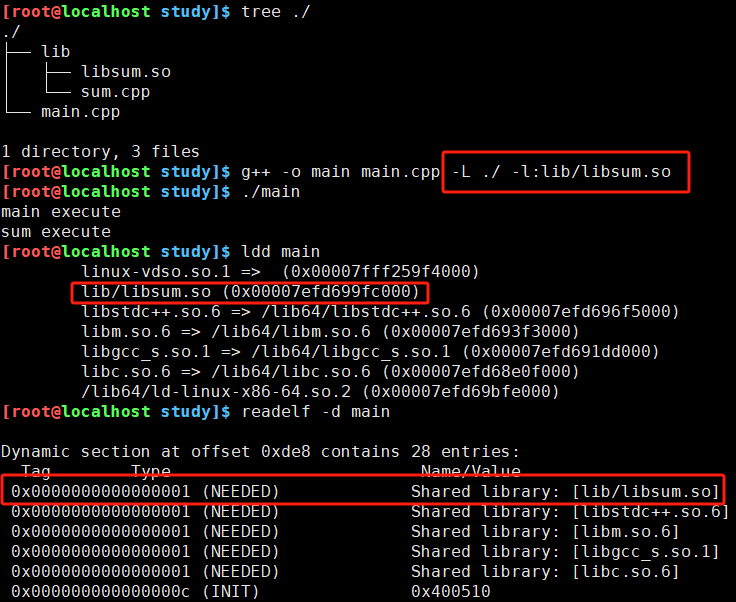 [root@localhost study]$ tree ./
./
├── lib
│   ├── libsum.so
│   └── sum.cpp
└── main.cpp
1 directory, 3 files
[root@localhost study]$ g++ -o main main.cpp -L ./ -l:lib/libsum.so
[root@localhost study]$ ./main
main execute
sum execute
[root@localhost study]$ ldd main
linux-vdso.so.1 =>  (0x00007fff259f4000)
lib/libsum.so (0x00007efd699fc000)
libstdc++.so.6 => /lib64/libstdc++.so.6 (0x00007efd696f5000)
libm.so.6 => /lib64/libm.so.6 (0x00007efd693f3000)
libgcc_s.so.1 => /lib64/libgcc_s.so.1 (0x00007efd691dd000)
libc.so.6 => /lib64/libc.so.6 (0x00007efd68e0f000)
/lib64/ld-linux-x86-64.so.2 (0x00007efd69bfe000)
[root@localhost study]$ readelf -d main
Dynamic section at offset 0xde8 contains 28 entries:
Tag        Type                         Name/Value
0x0000000000000001 (NEEDED)             Shared library: [lib/libsum.so]
0x0000000000000001 (NEEDED)             Shared library: [libstdc++.so.6]
0x0000000000000001 (NEEDED)             Shared library: [libm.so.6]
0x0000000000000001 (NEEDED)             Shared library: [libgcc_s.so.1]
0x0000000000000001 (NEEDED)             Shared library: [libc.so.6]
0x000000000000000c (INIT)               0x400510